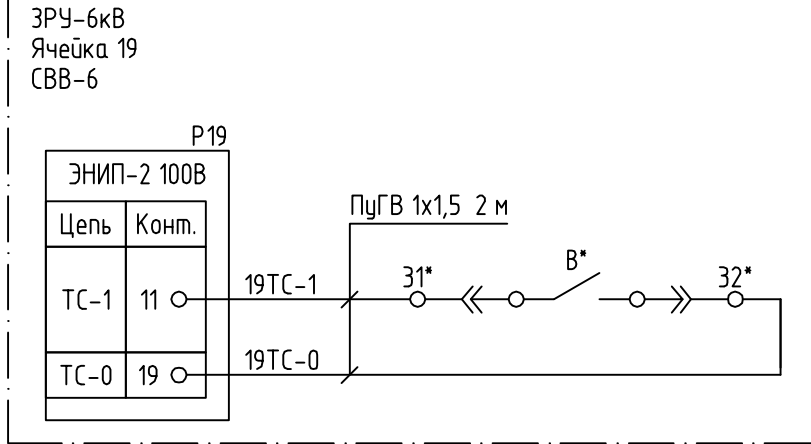 ЗРУ-6кВ
Ячейка 19
СВВ-6
Р19
ЭНИП-2 100В
Цепь Конт.
ТС-1 11
ТС-0 19
19ТС-1
19ТС-0
ПуГВ 1х1,5 2 м
31*
В*
32*